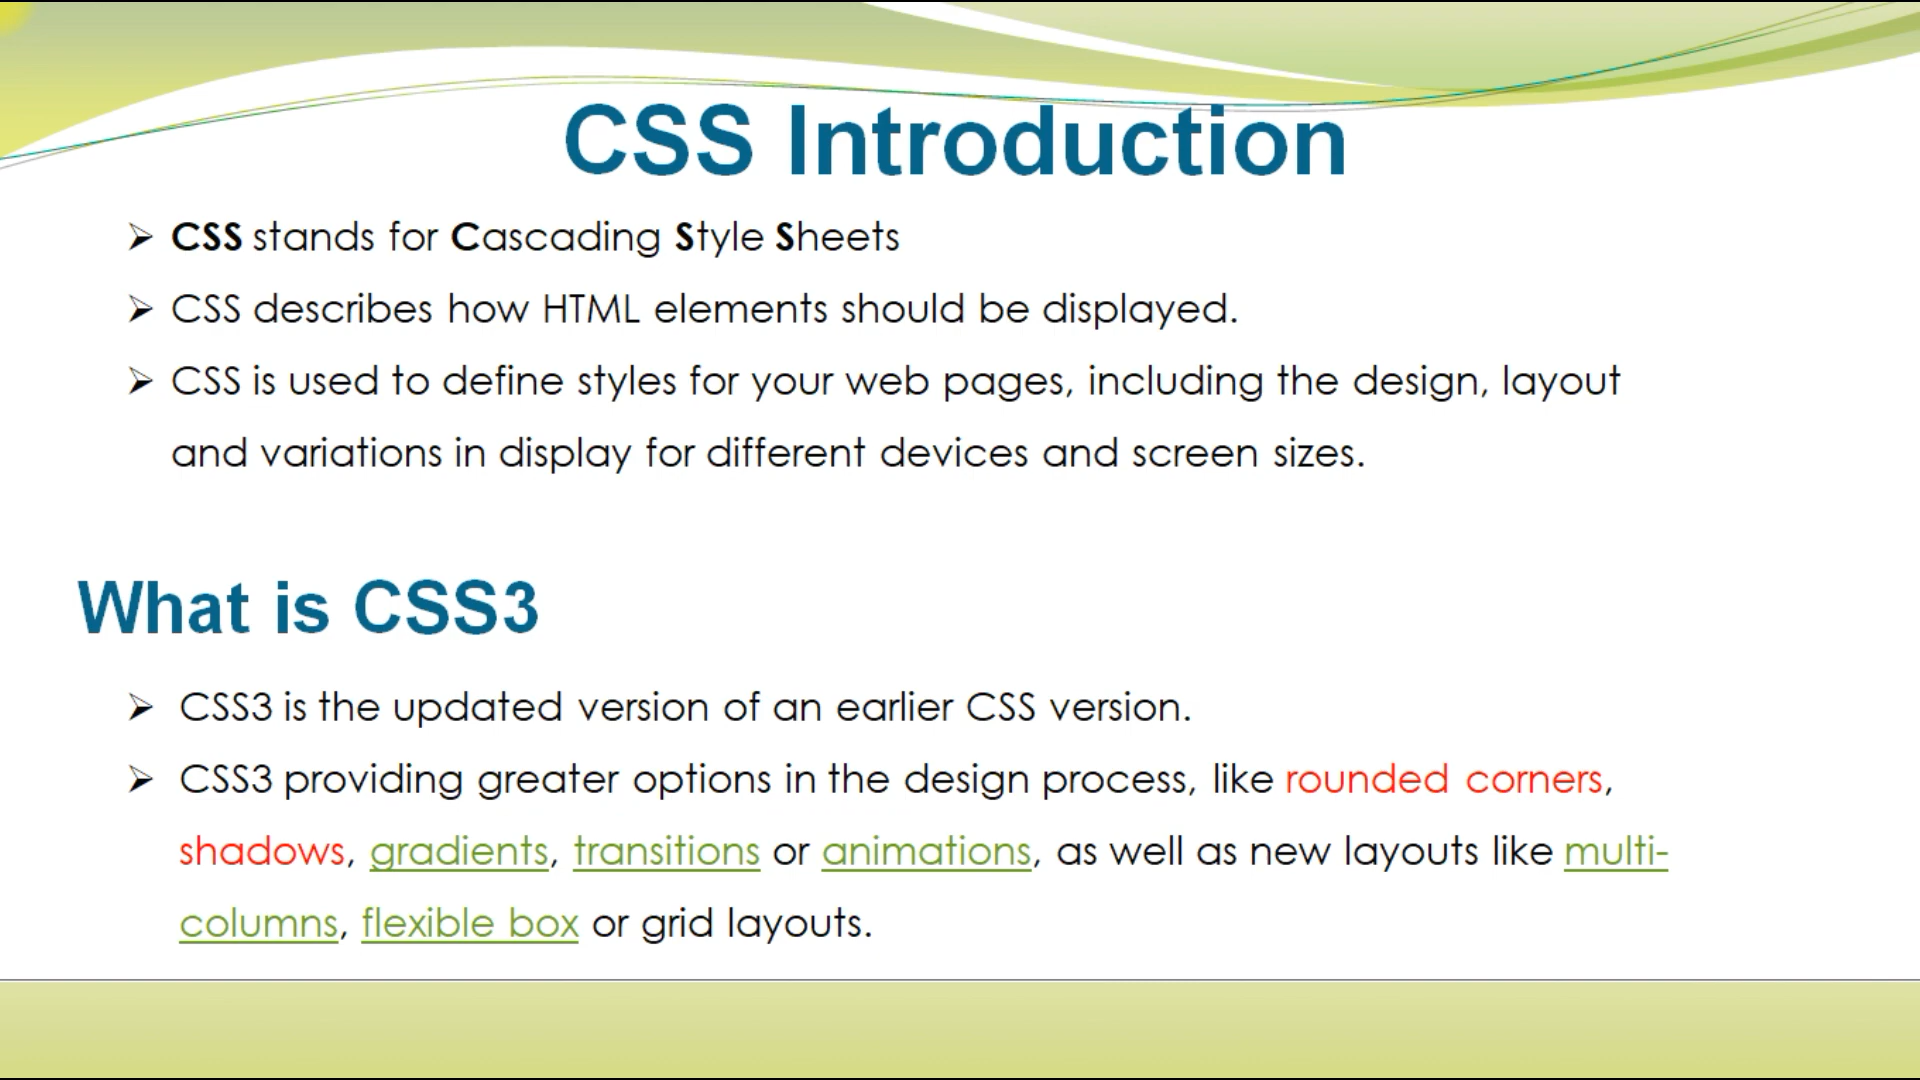 CSS Introduction
CSS stands for Cascading Style Sheets
CSS describes how HTML elements should be displayed.
CSS is used to define styles for your web pages, including the design, layout
and variations in display for different devices and screen sizes.
What is CSS3
CSS3 is the updated version of an earlier CSS version.
CSS3 providing greater options in the design process, like rounded corners,
shadows, gradients, transitions or animations, as well as new layouts like multi-
columns, flexible box or grid layouts.